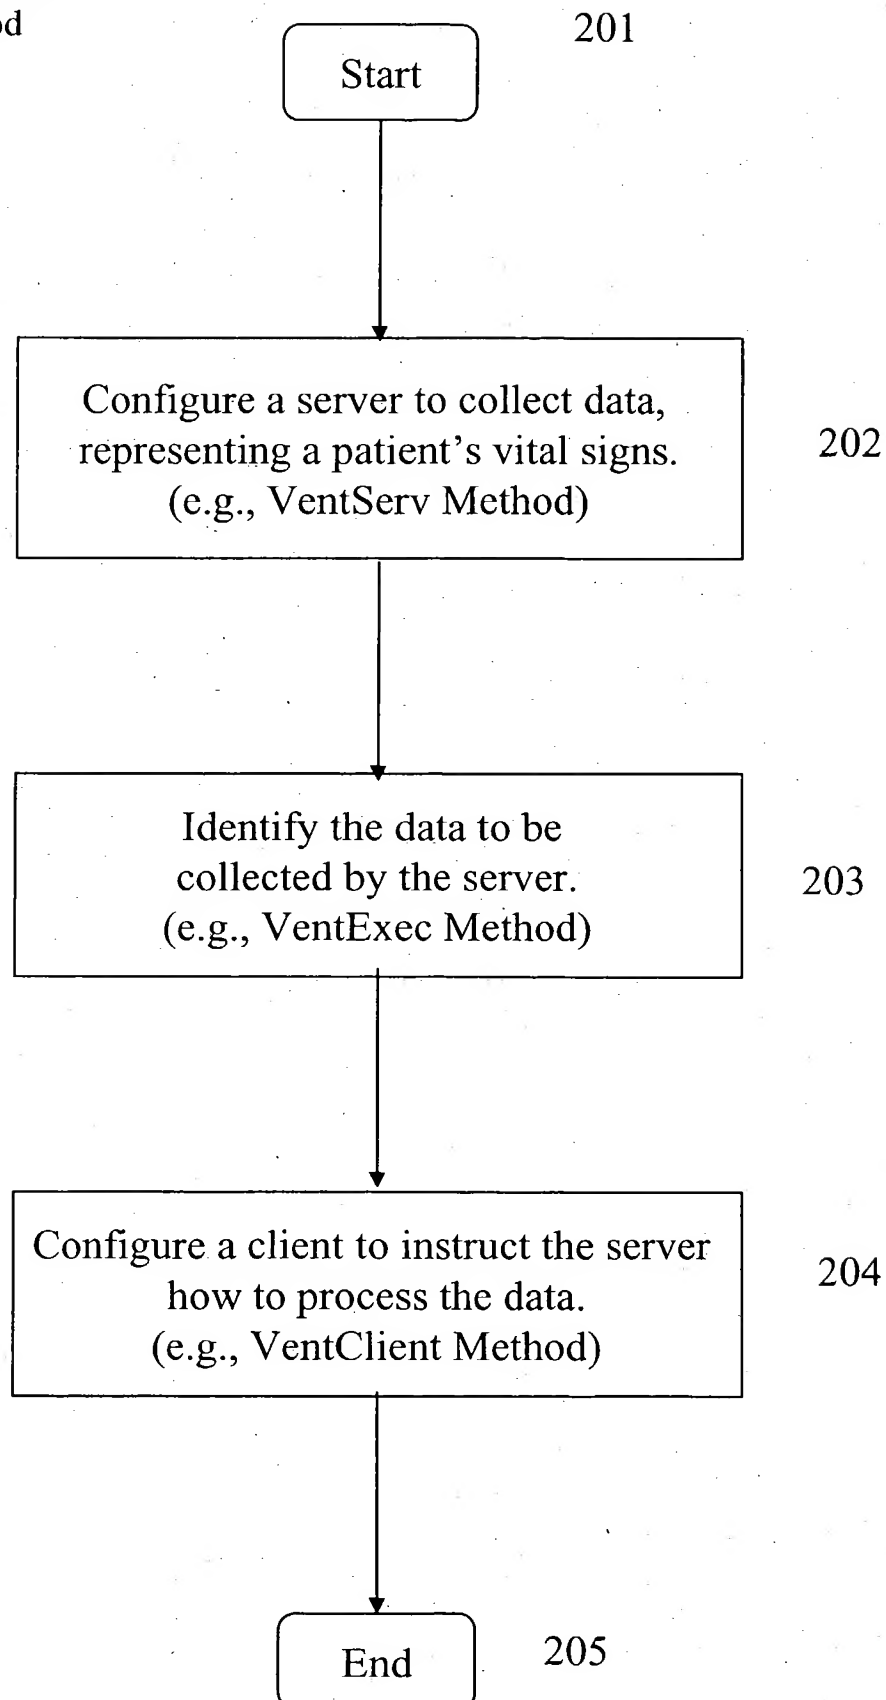 201
Start
Configure a server to collect data,
representing a patient's vital signs.
(e.g., VentServ Method)
202
Identify the data to be
collected by the server.
(e.g., VentExec Method)
203
Configure a client to instruct the server
how to process the data.
(e.g., VentClient Method)
204
End
205